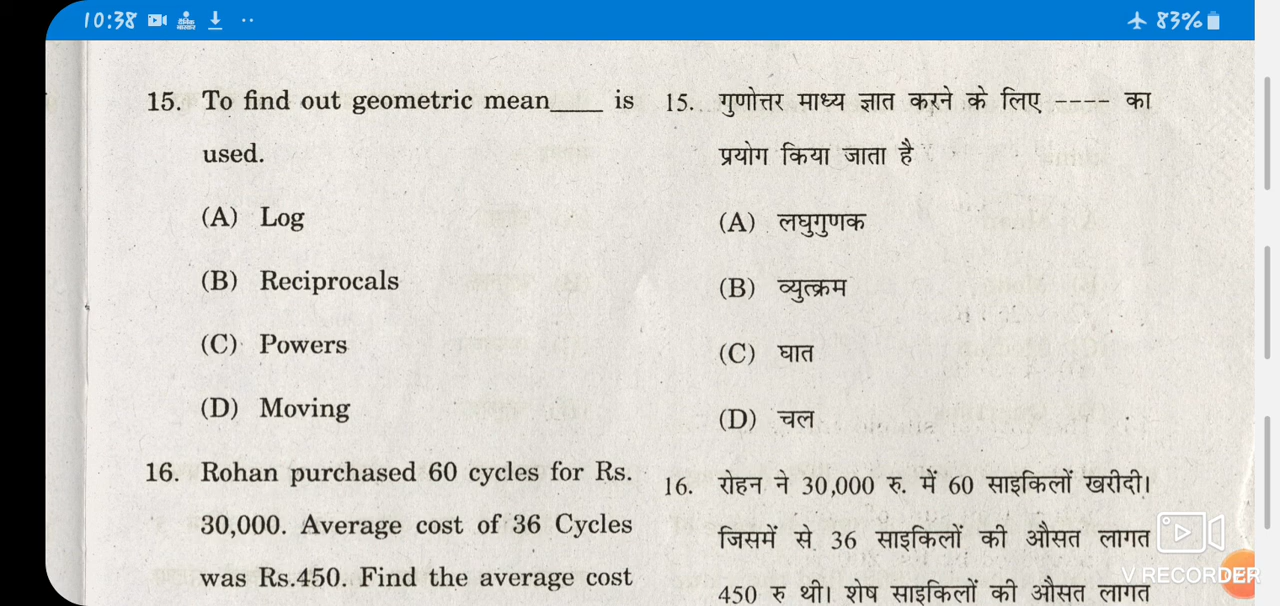 10:38
83%
15. To find out geometric mean____ is
used.
(A) Log
(B) Reciprocals
(C) Powers
(D) Moving
16. Rohan purchased 60 cycles for Rs.
30,000. Average cost of 36 Cycles
was Rs.450. Find the average cost
15. गुणोत्तर माध्य ज्ञात करने के लिए ---- का
प्रयोग किया जाता है
(A) लघुगुणक
(B) व्युत्क्रम
(C) घात
(D) चल
16. रोहन ने 30,000 रु. में 60 साइकिलों खरीदी।
जिसमें से 36 साइकिलों की औसत लागत
450 रु थी। शेष साइकिलों की औसत लागत
V RECORDER